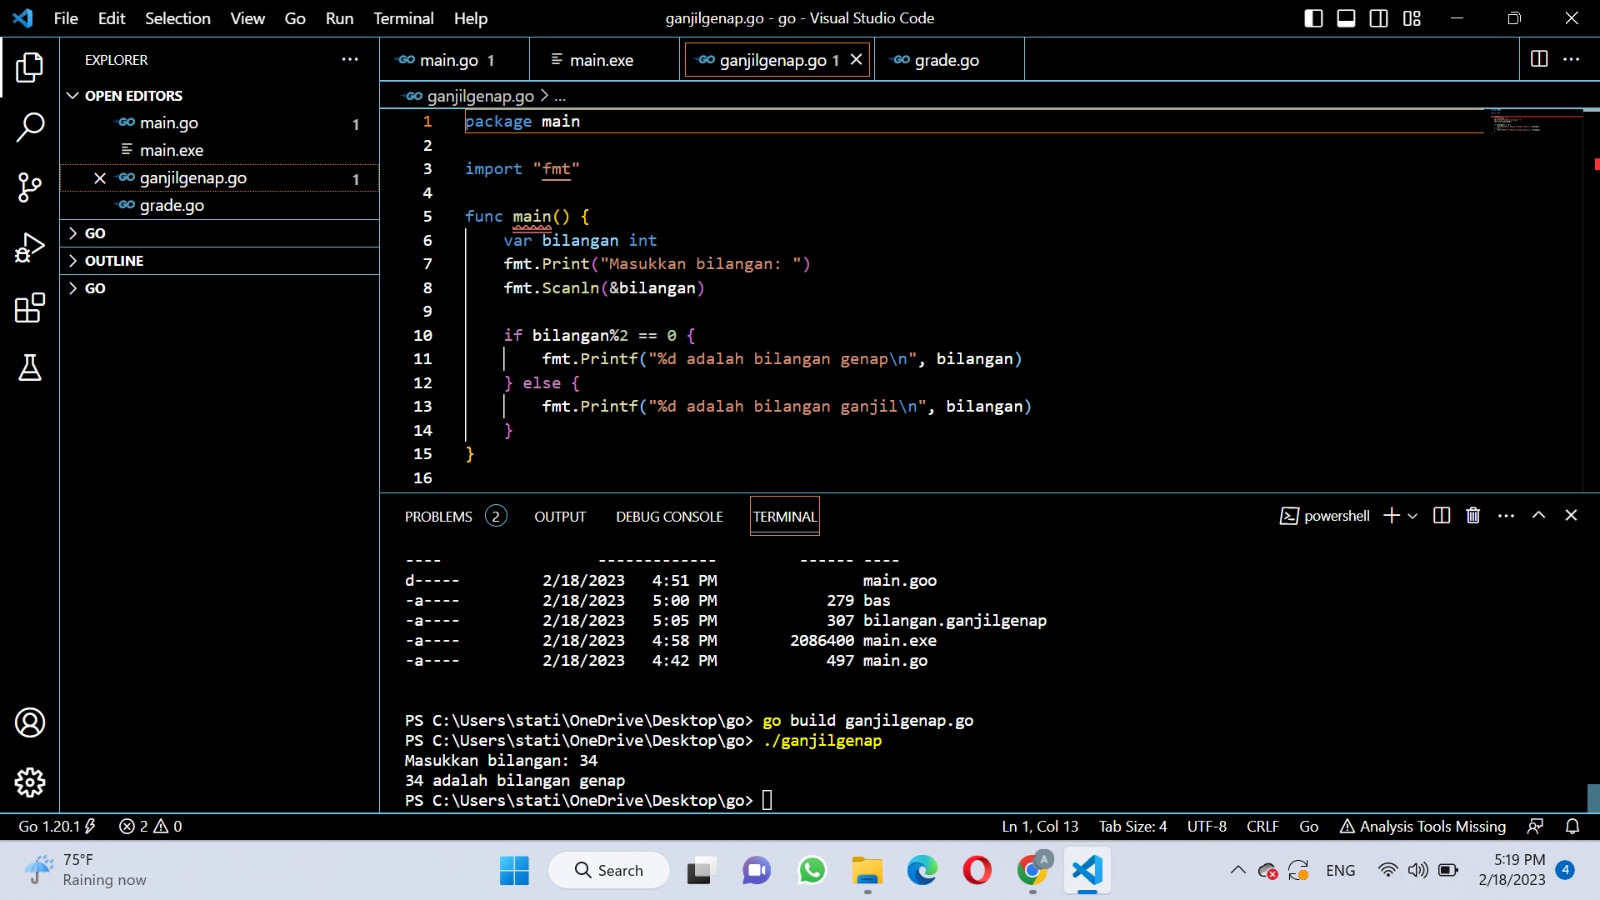 File Edit Selection View Go Run Terminal Help
ganjilgenap.go - go - Visual Studio Code
EXPLORER
OPEN EDITORS
main.go 1
main.exe
ganjilgenap.go 1
grade.go
GO
OUTLINE
GO
main.go 1
main.exe
ganjilgenap.go 1
grade.go
ganjilgenap.go > ...
1 package main
2
3 import "fmt"
4
5 func main() {
6 var bilangan int
7 fmt.Print("Masukkan bilangan: ")
8 fmt.Scanln(&bilangan)
9
10 if bilangan%2 == 0 {
11 fmt.Printf("%d adalah bilangan genap\n", bilangan)
12 } else {
13 fmt.Printf("%d adalah bilangan ganjil\n", bilangan)
14 }
15 }
16
PROBLEMS 2 OUTPUT DEBUG CONSOLE TERMINAL
powershell
---- ------------- ------ ----
d----- 2/18/2023 4:51 PM main.goo
-a---- 2/18/2023 5:00 PM 279 bas
-a---- 2/18/2023 5:05 PM 307 bilangan.ganjilgenap
-a---- 2/18/2023 4:58 PM 2086400 main.exe
-a---- 2/18/2023 4:42 PM 497 main.go
PS C:\Users\stati\OneDrive\Desktop\go> go build ganjilgenap.go
PS C:\Users\stati\OneDrive\Desktop\go> ./ganjilgenap
Masukkan bilangan: 34
34 adalah bilangan genap
PS C:\Users\stati\OneDrive\Desktop\go>
Go 1.20.1 2 0
Ln 1, Col 13 Tab Size: 4 UTF-8 CRLF Go Analysis Tools Missing
75°F
Raining now
Search
A
ENG
5:19 PM
2/18/2023
4